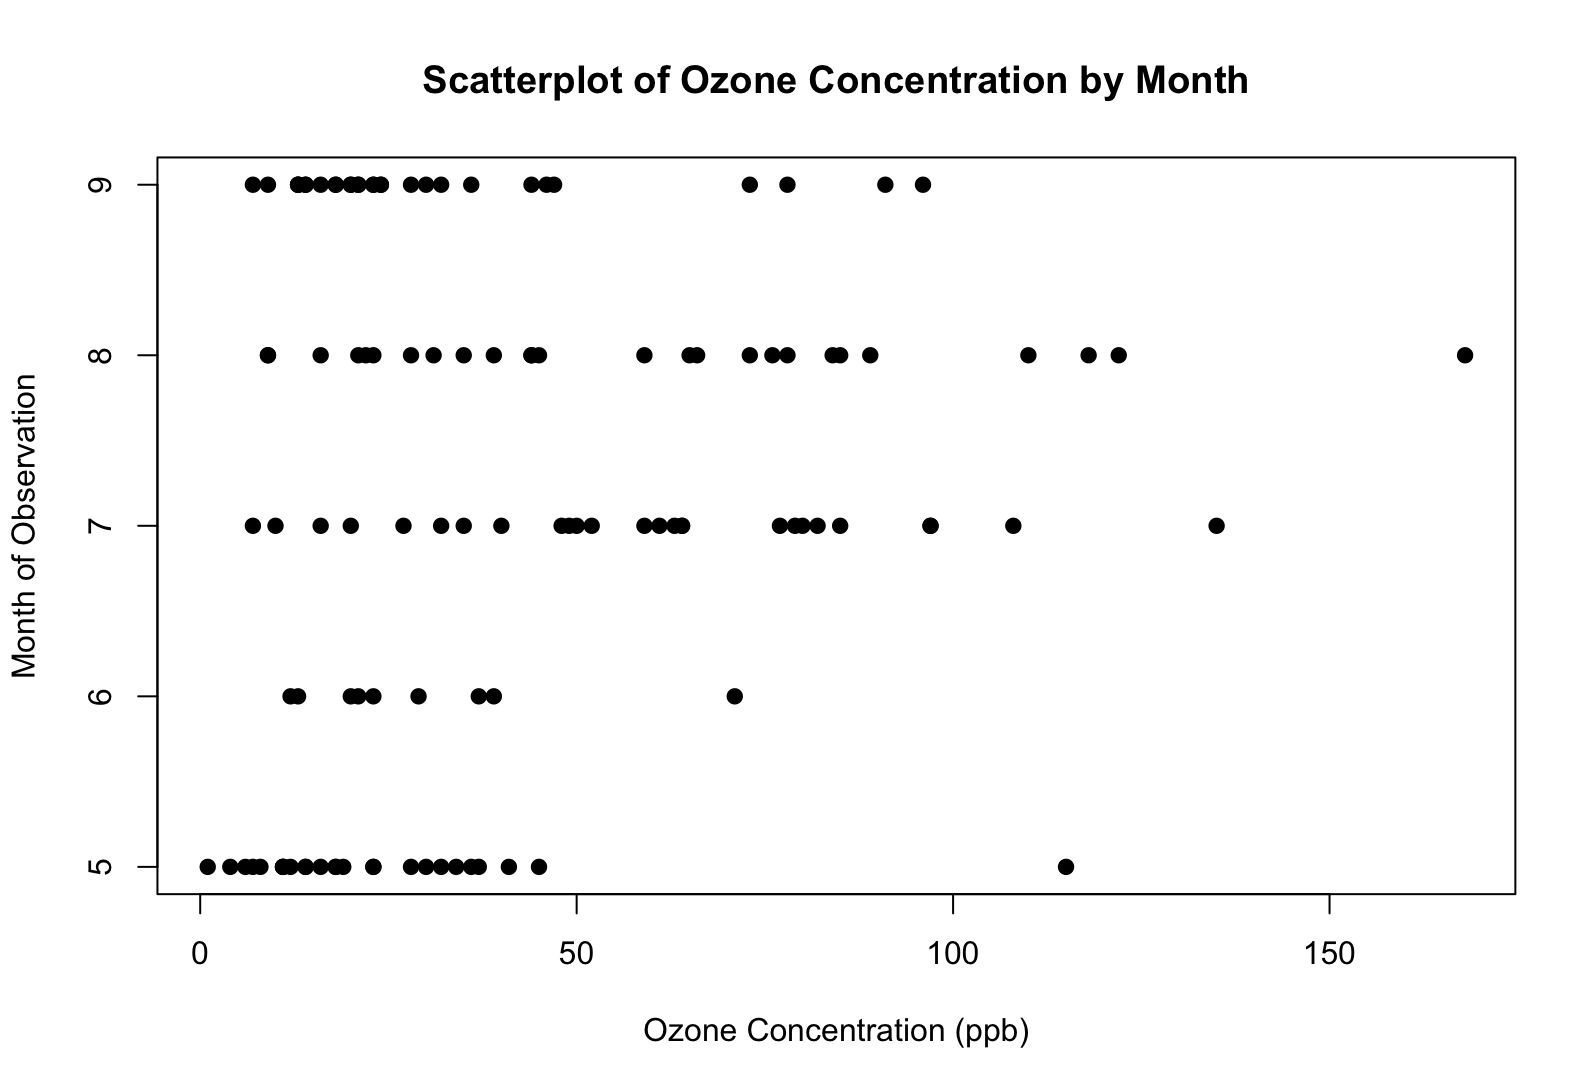 Scatterplot of Ozone Concentration by Month
Month of Observation
9
8
7
6
5
0 50 100 150
Ozone Concentration (ppb)